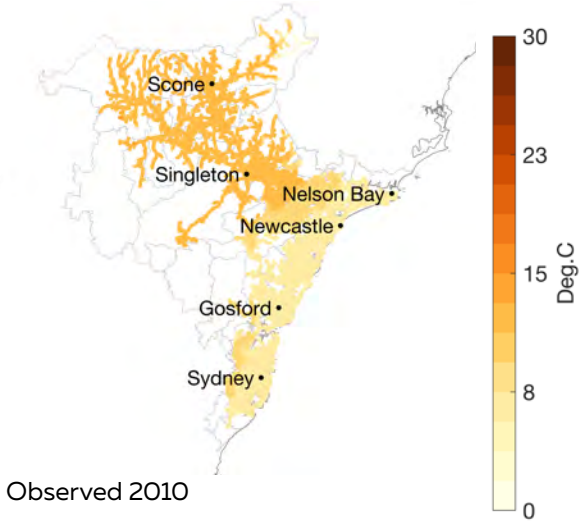 30
Scone
23
Singleton
Nelson Bay
Newcastle
15
Deg.C
Gosford
8
Sydney
Observed 2010
0